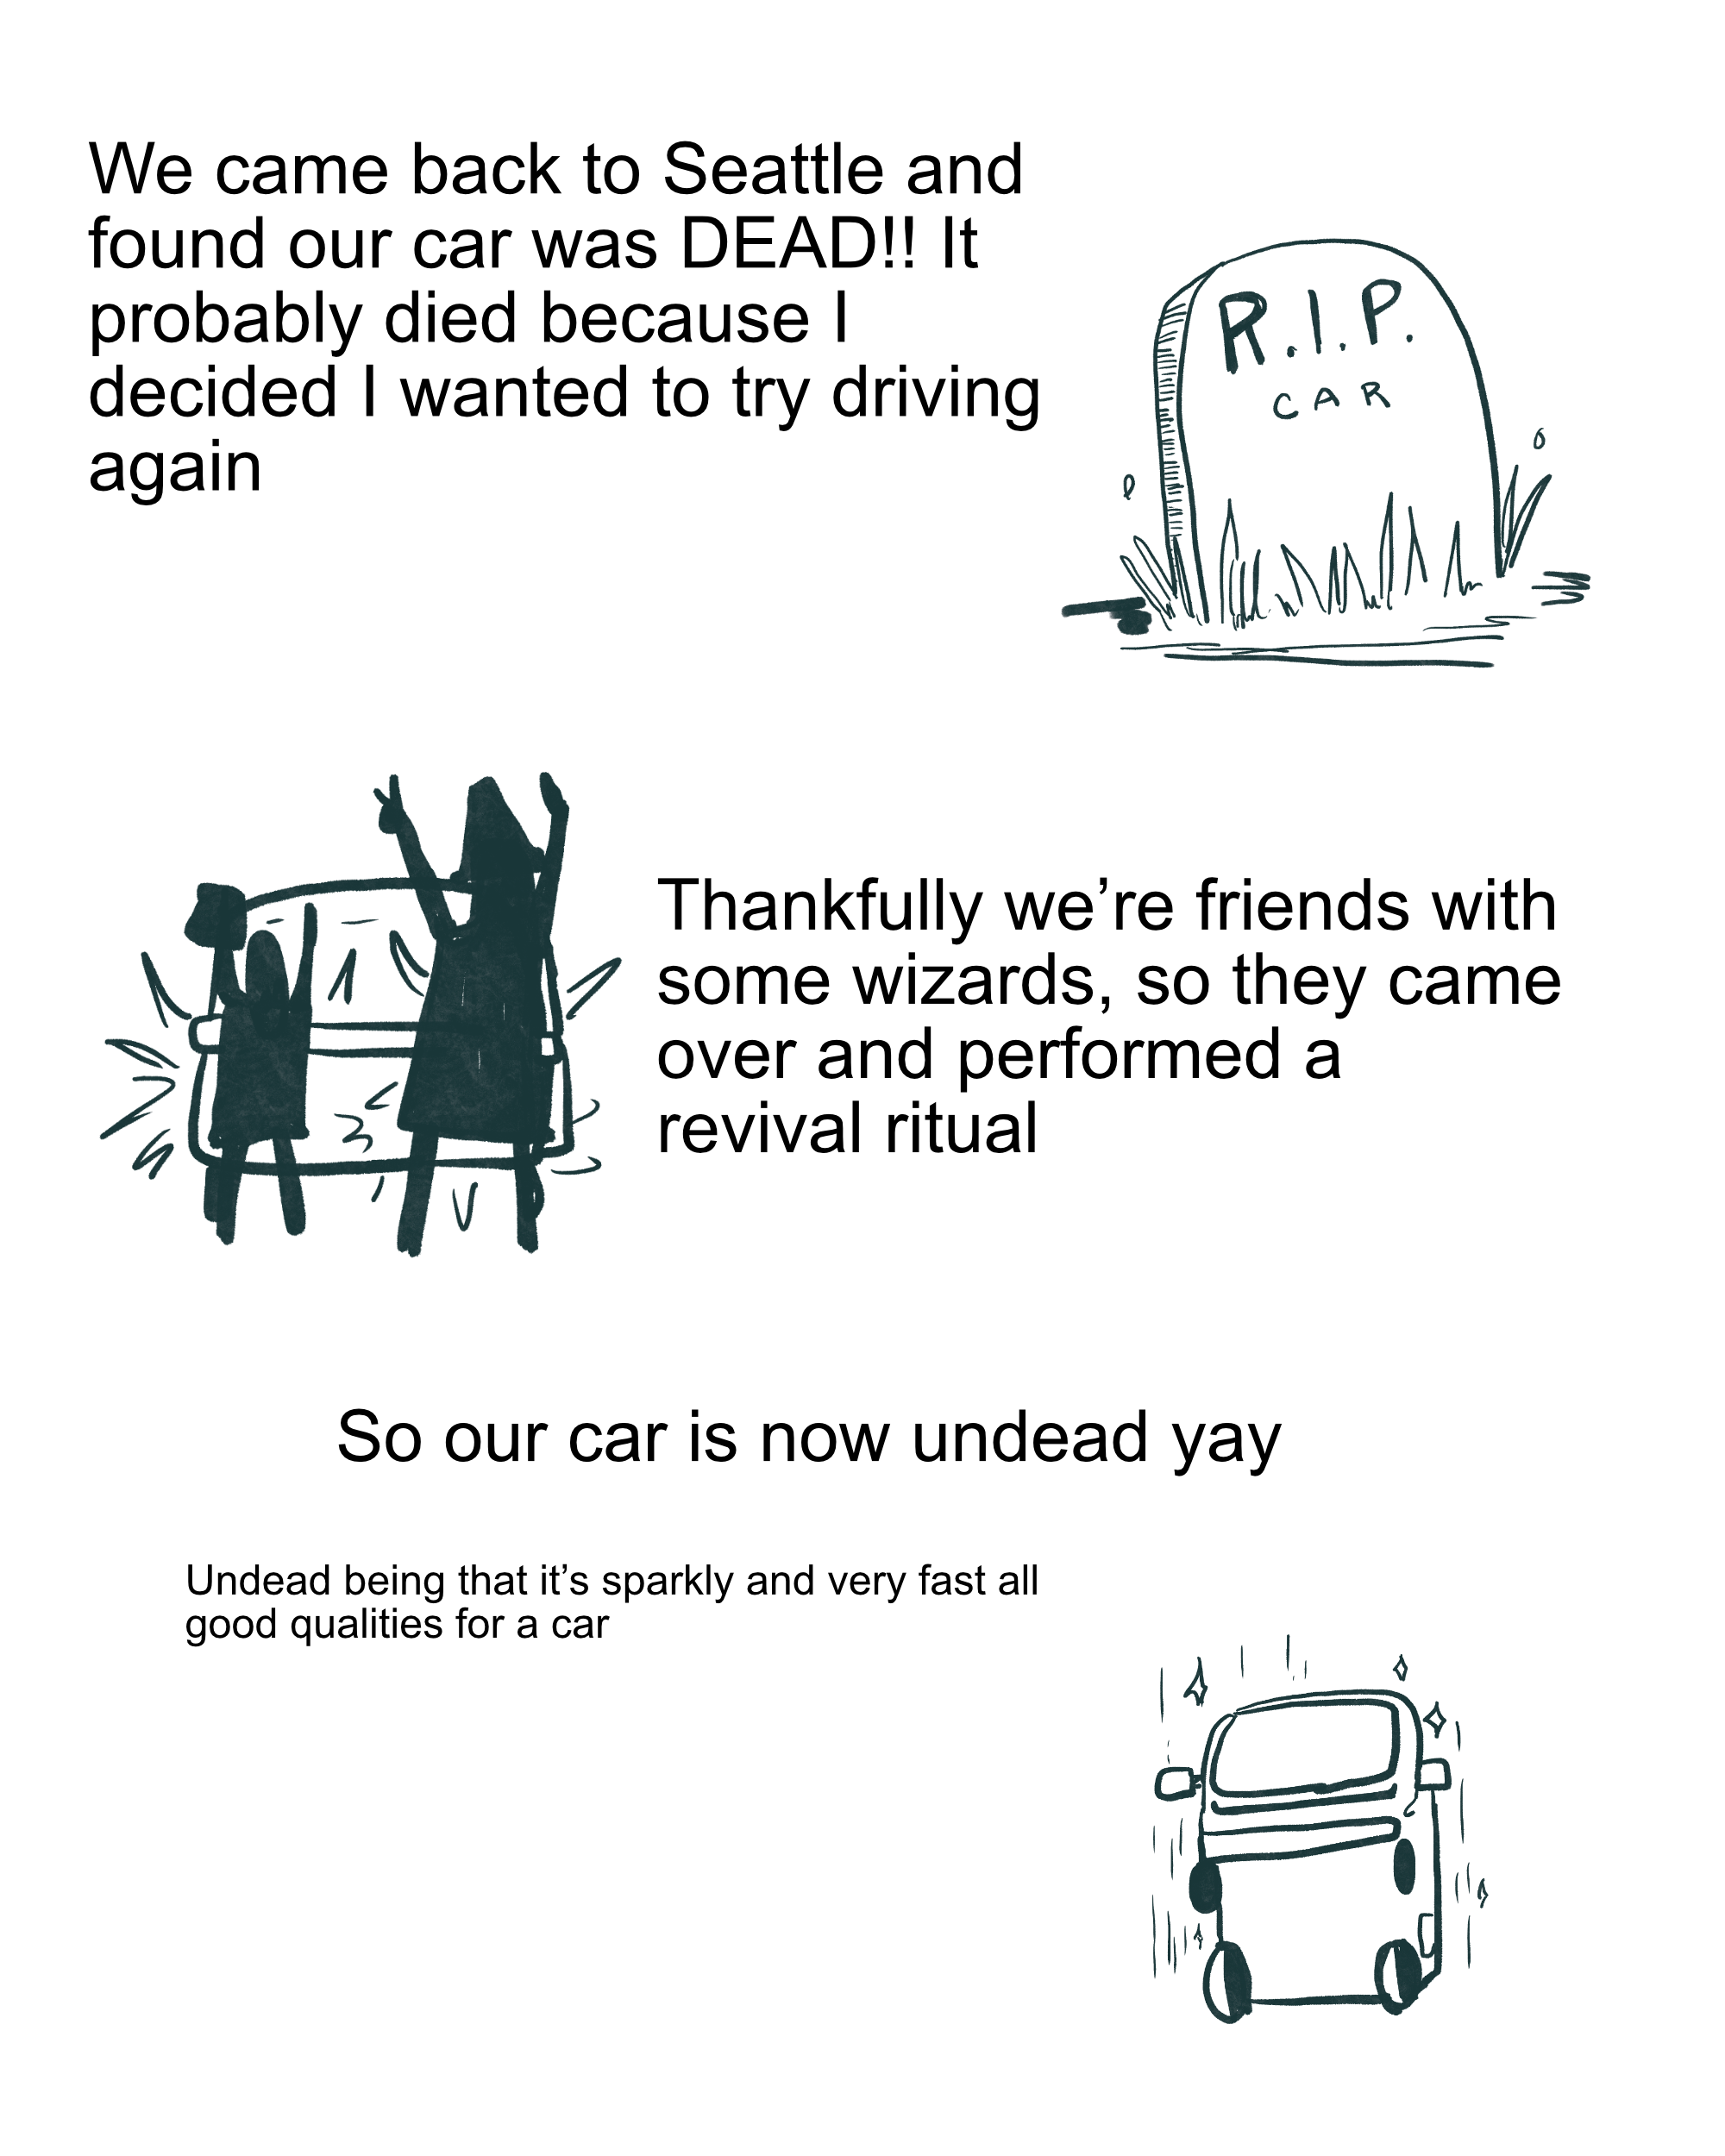 We came back to Seattle and
found our car was DEAD!! It
probably died because I
decided I wanted to try driving
again
R.I.P.
CAR
Thankfully we’re friends with
some wizards, so they came
over and performed a
revival ritual
So our car is now undead yay
Undead being that it’s sparkly and very fast all
good qualities for a car